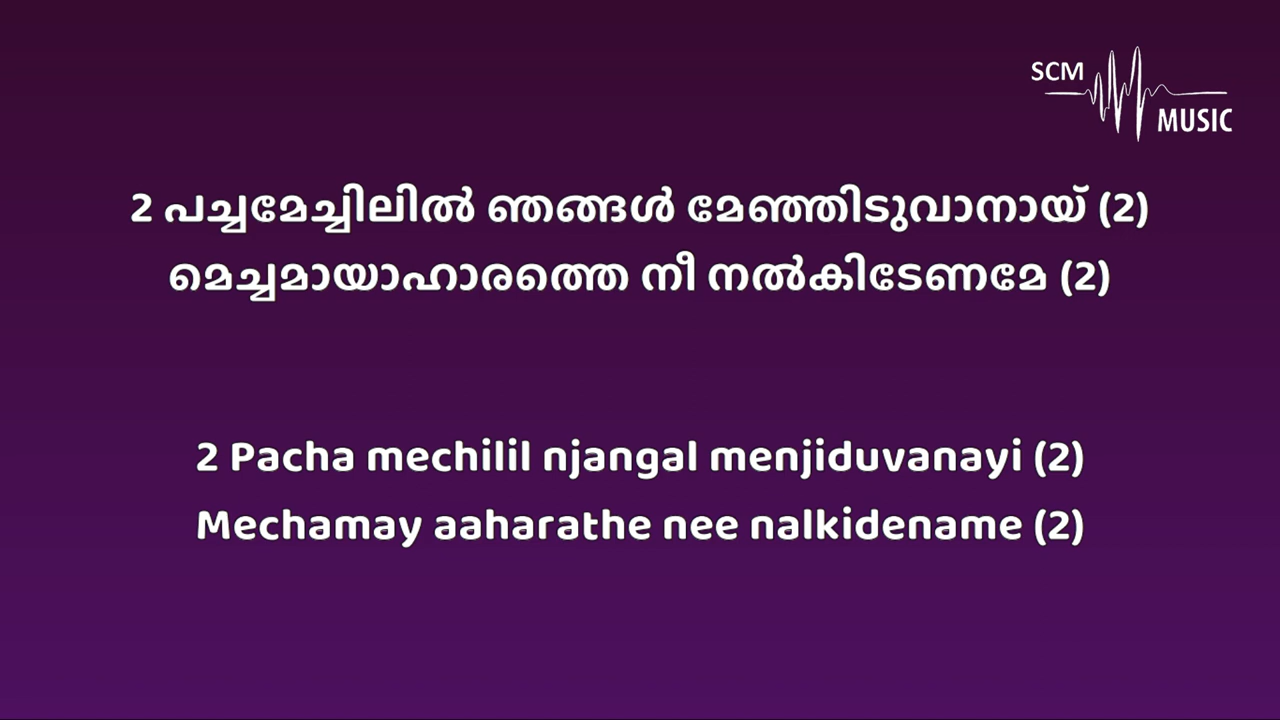 SCM
MUSIC
2 പച്ചമേച്ചിലിൽ ഞങ്ങൾ മേഞ്ഞിടുവാനായ് (2)
മെച്ചമായാഹാരത്തെ നീ നൽകിടേണമേ (2)
2 Pacha mechilil njangal menjiduvanayi (2)
Mechamay aaharathe nee nalkidename (2)